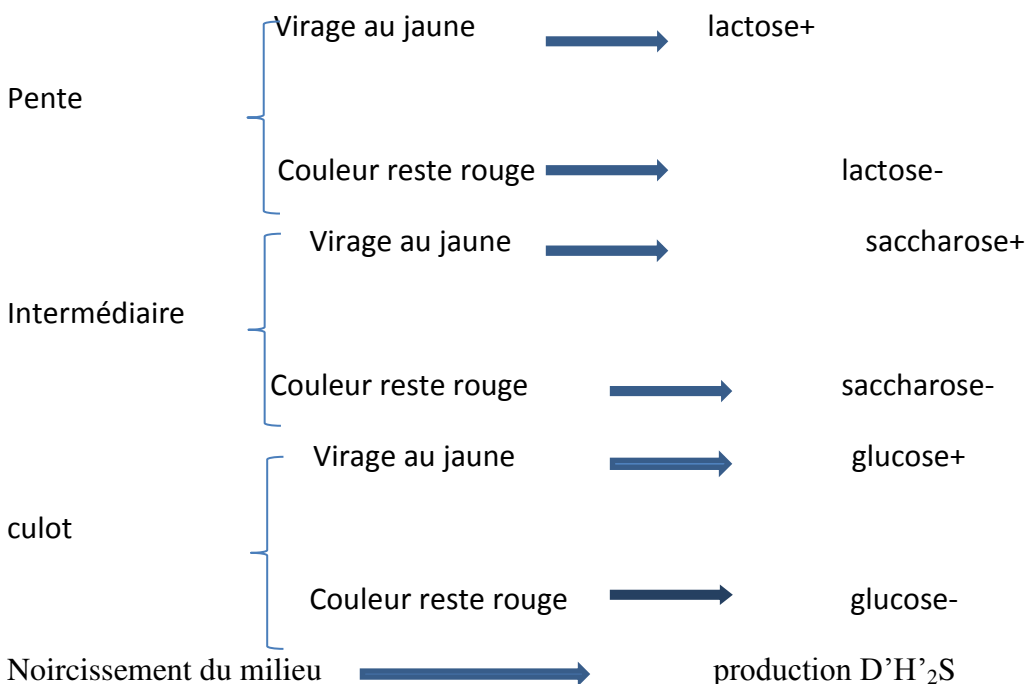 Virage au jaune lactose+
Pente
Couleur reste rouge lactose-
Virage au jaune saccharose+
Intermédiaire
Couleur reste rouge saccharose-
Virage au jaune glucose+
culot
Couleur reste rouge glucose-
Noircissement du milieu production D’H’₂S